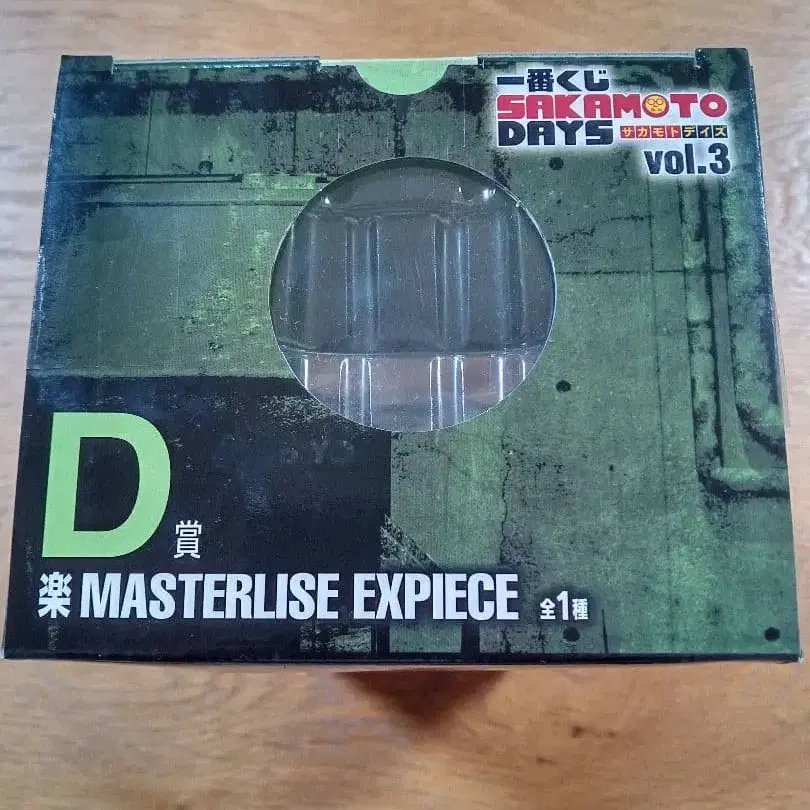 一番くじ
SAKAMOTO
DAYS サカモトデイズ
vol.3
D賞
楽 MASTERLISE EXPIECE 全1種